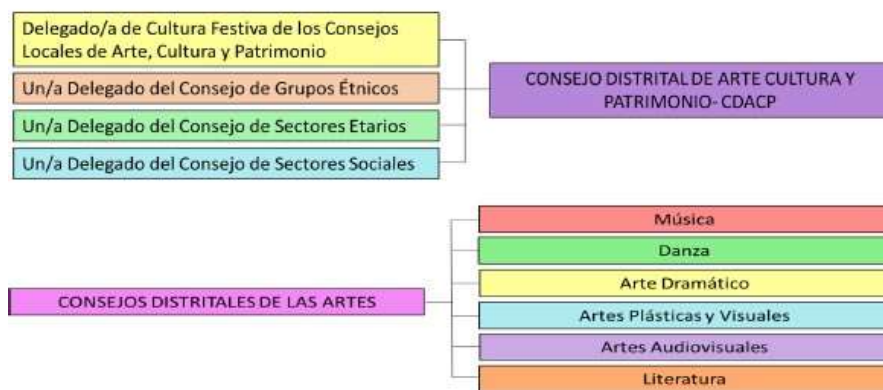 Delegado/a de Cultura Festiva de los Consejos
Locales de Arte, Cultura y Patrimonio
Un/a Delegado del Consejo de Grupos Étnicos
Un/a Delegado del Consejo de Sectores Etarios
Un/a Delegado del Consejo de Sectores Sociales
CONSEJO DISTRITAL DE ARTE CULTURA Y
PATRIMONIO- CDACP
CONSEJOS DISTRITALES DE LAS ARTES
Música
Danza
Arte Dramático
Artes Plásticas y Visuales
Artes Audiovisuales
Literatura